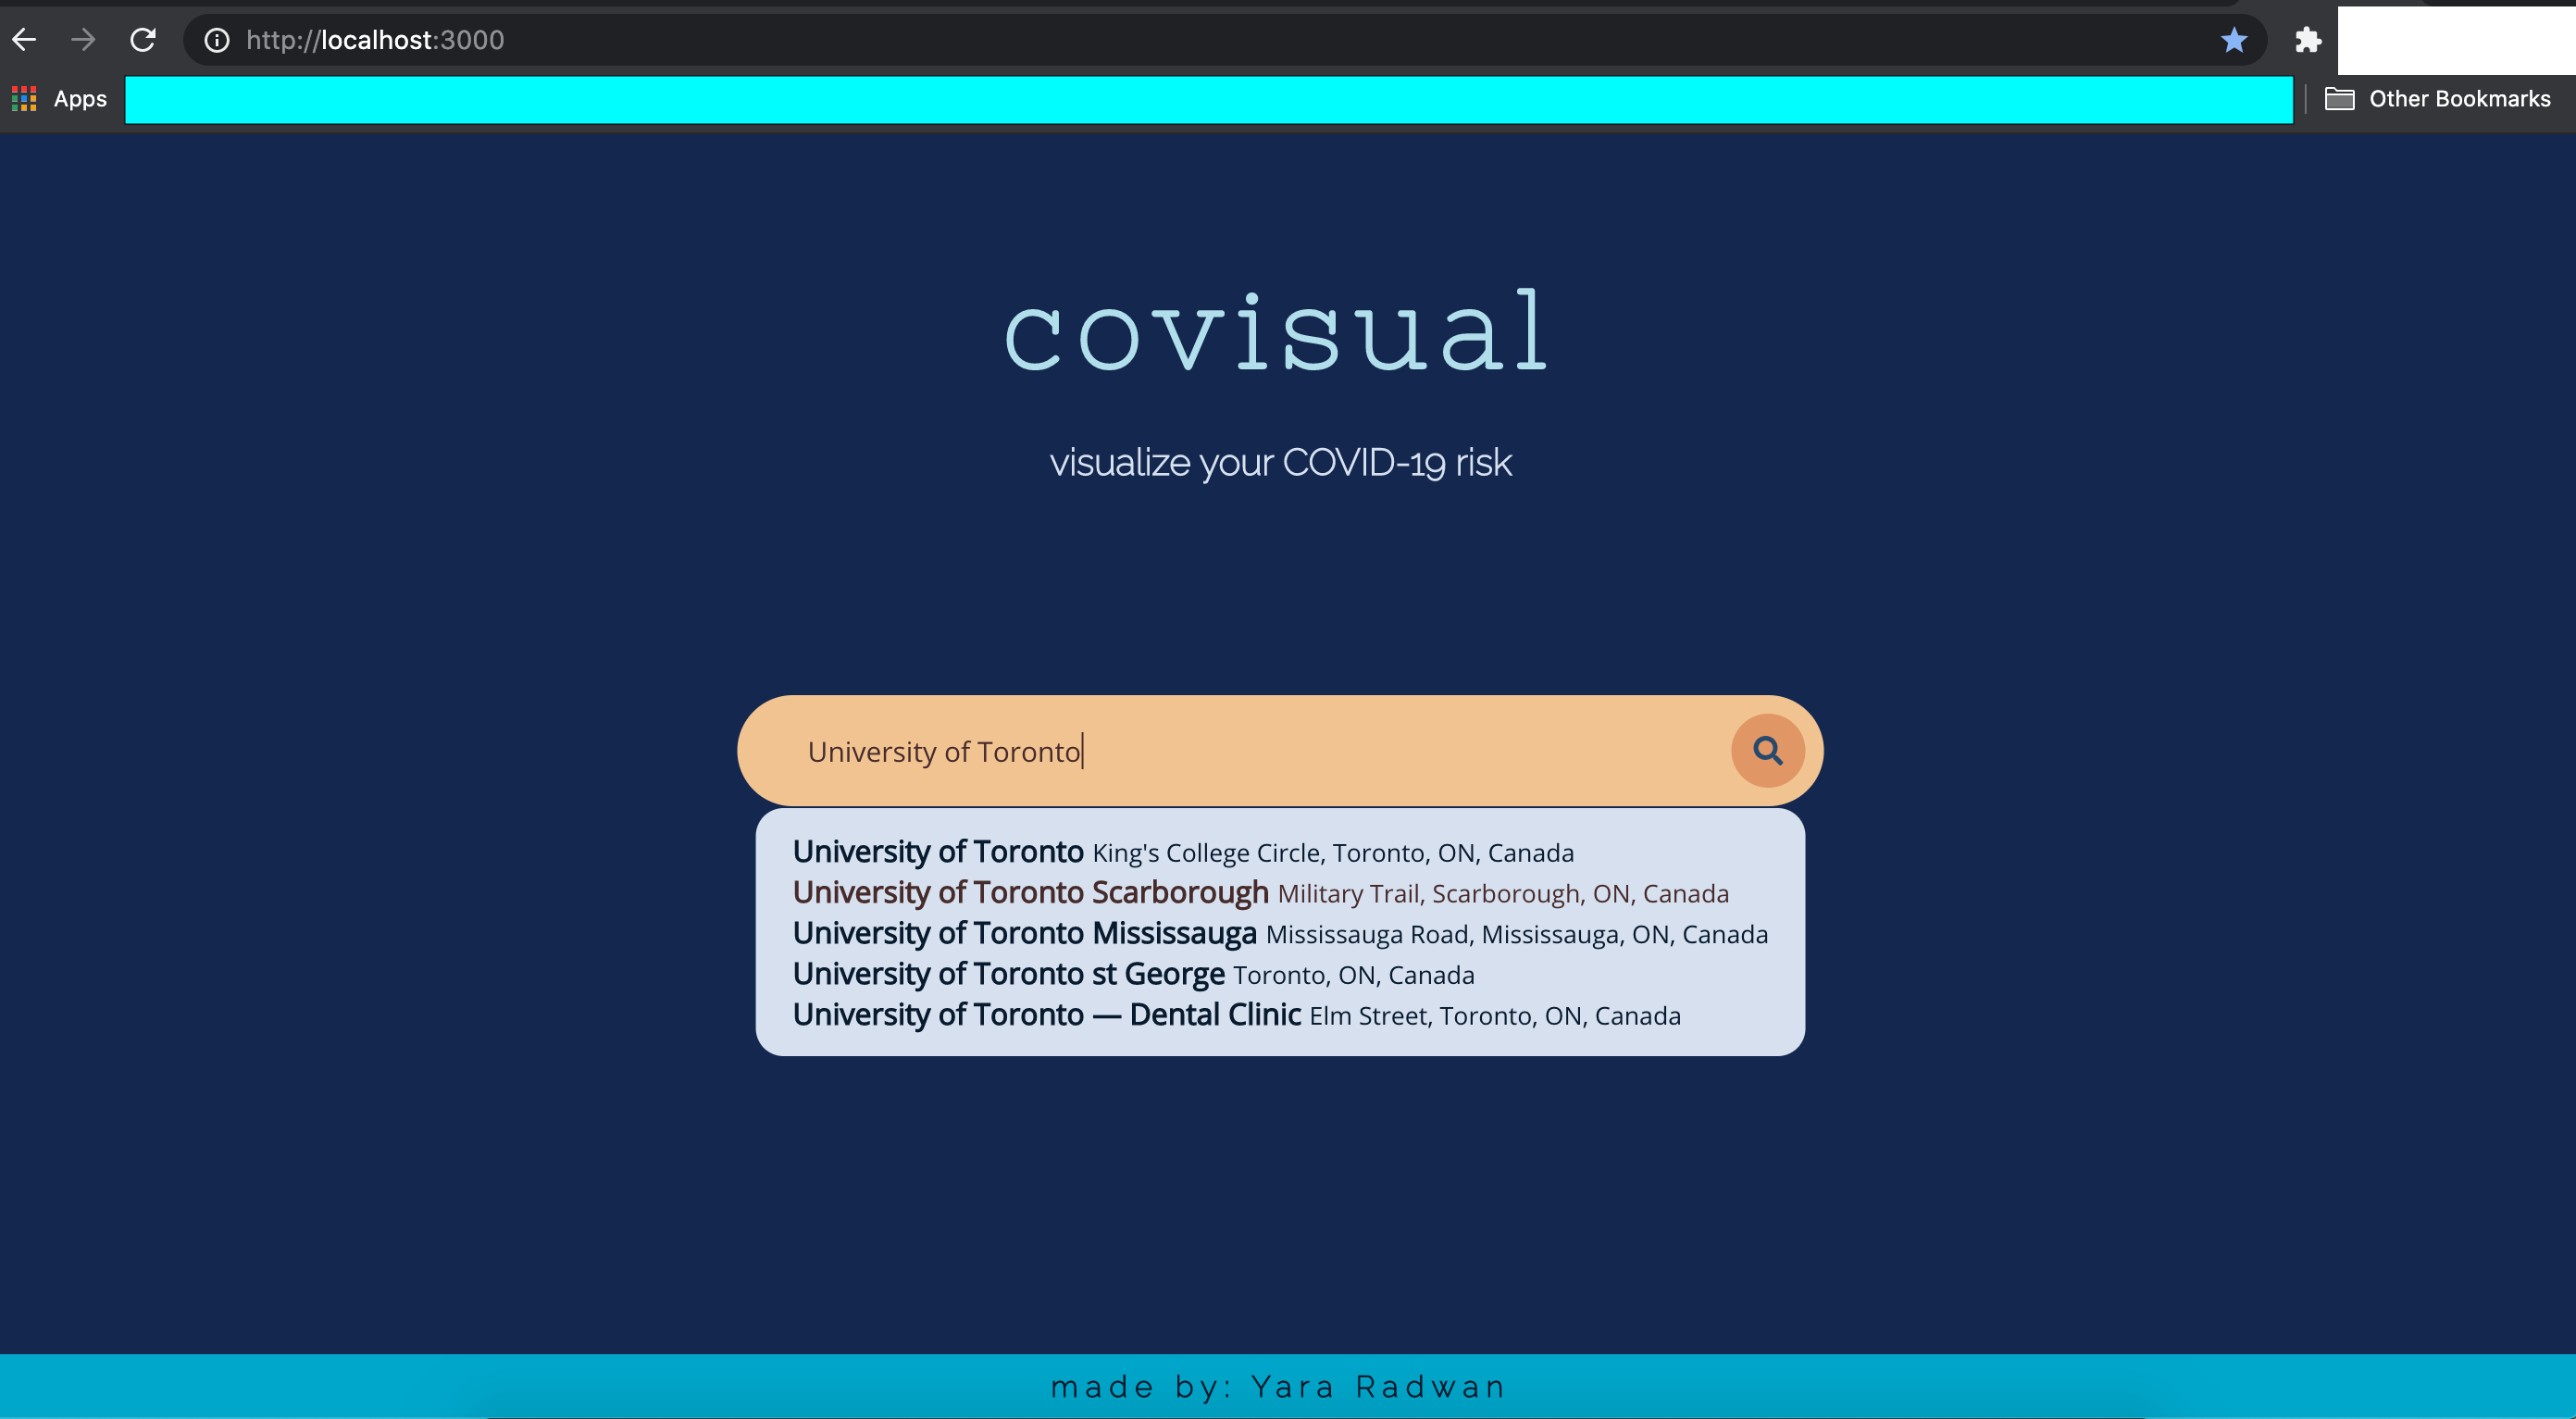 http://localhost:3000
Apps
Other Bookmarks
covisual
visualize your COVID-19 risk
University of Toronto
University of Toronto King's College Circle, Toronto, ON, Canada
University of Toronto Scarborough Military Trail, Scarborough, ON, Canada
University of Toronto Mississauga Mississauga Road, Mississauga, ON, Canada
University of Toronto st George Toronto, ON, Canada
University of Toronto — Dental Clinic Elm Street, Toronto, ON, Canada
made by: Yara Radwan